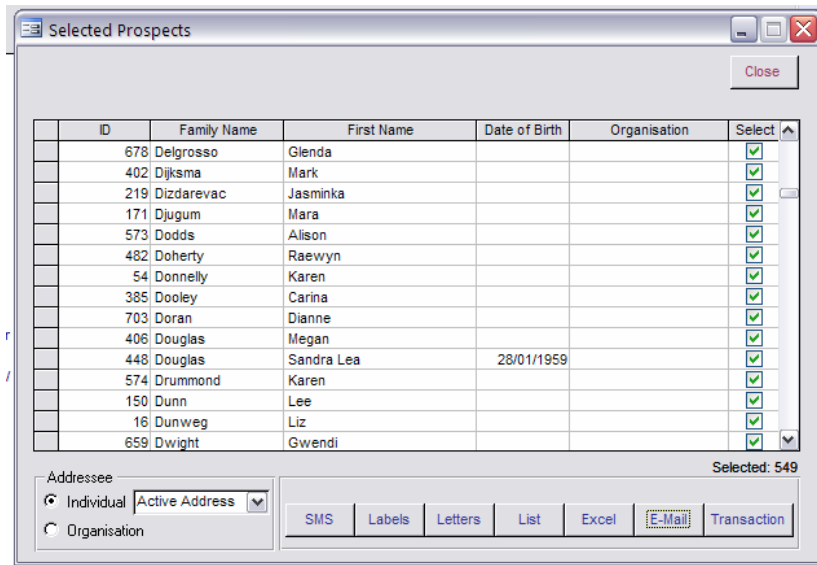 Selected Prospects
Close
ID Family Name First Name Date of Birth Organisation Select
678 Delgrosso Glenda
402 Dijksma Mark
219 Dizdarevac Jasminka
171 Djugum Mara
573 Dodds Alison
482 Doherty Raewyn
54 Donnelly Karen
385 Dooley Carina
703 Doran Dianne
406 Douglas Megan
448 Douglas Sandra Lea 28/01/1959
574 Drummond Karen
150 Dunn Lee
16 Dunweg Liz
659 Dwight Gwendi
Selected: 549
Addressee
Individual Active Address
Organisation
SMS Labels Letters List Excel E-Mail Transaction